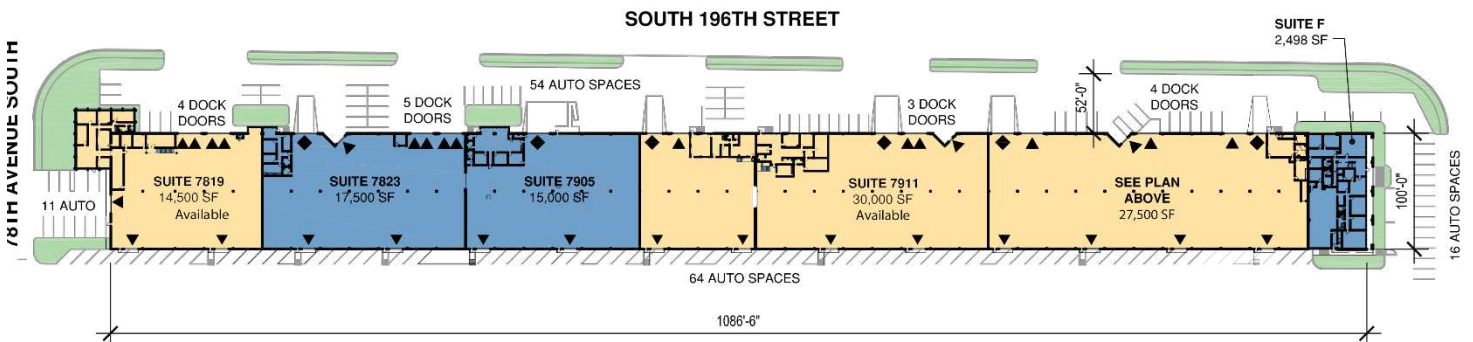 SOUTH 196TH STREET
SUITE F
2,498 SF
78TH AVENUE SOUTH
4 DOCK
DOORS
5 DOCK
DOORS
54 AUTO SPACES
3 DOCK
DOORS
52'-0"
4 DOCK
DOORS
11 AUTO
SUITE 7819
14,500 SF
Available
SUITE 7823
17,500 SF
SUITE 7905
15,000 SF
SUITE 7911
30,000 SF
Available
SEE PLAN
ABOVE
27,500 SF
100'-0"
16 AUTO SPACES
64 AUTO SPACES
1086'-6"